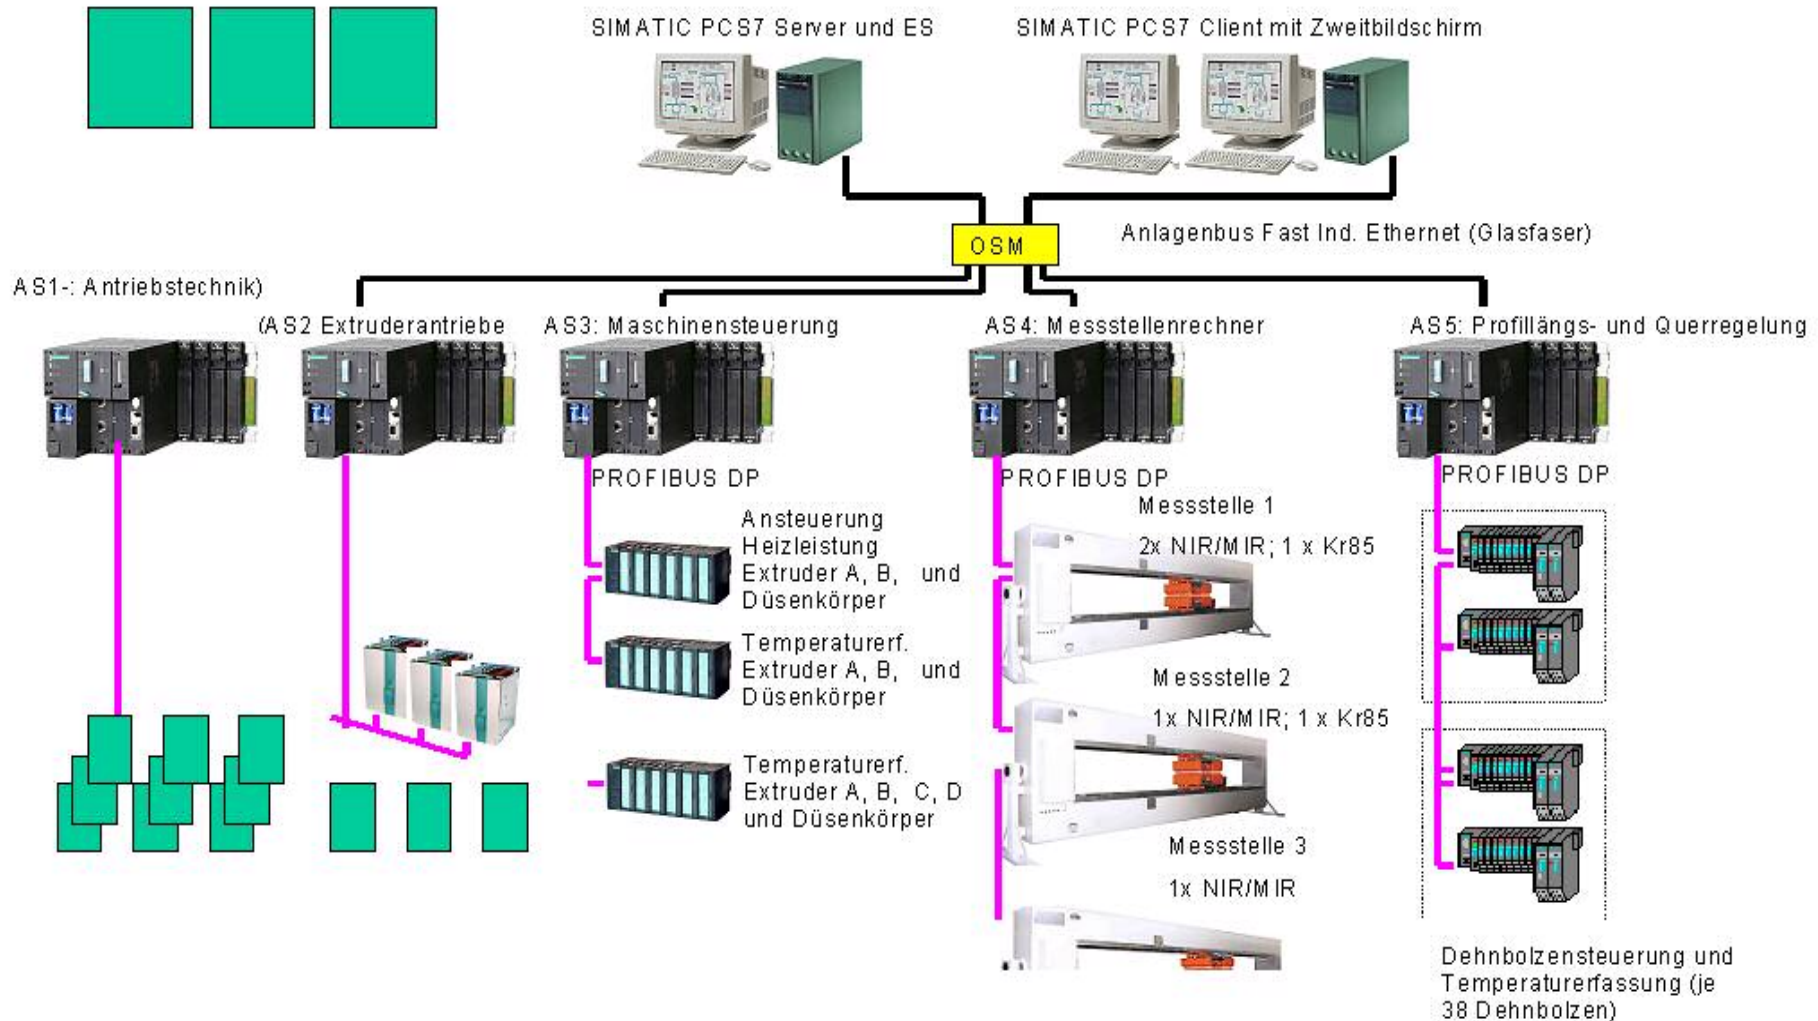 SIMATIC PCS7 Server und ES
SIMATIC PCS7 Client mit Zweitbildschirm
OSM
Anlagenbus Fast Ind. Ethernet (Glasfaser)
AS1-: Antriebstechnik)
(AS2 Extruderantriebe
AS3: Maschinensteuerung
AS4: Messstellenrechner
AS5: Profillängs- und Querregelung
PROFIBUS DP
PROFIBUS DP
PROFIBUS DP
Ansteuerung
Heizleistung
Extruder A, B, und
Düsenkörper
Temperaturerf.
Extruder A, B, und
Düsenkörper
Temperaturerf.
Extruder A, B, C, D
und Düsenkörper
Messstelle 1
2x NIR/MIR; 1 x Kr85
Messstelle 2
1x NIR/MIR; 1 x Kr85
Messstelle 3
1x NIR/MIR
Dehnbolzensteuerung und
Temperaturerfassung (je
38 Dehnbolzen)